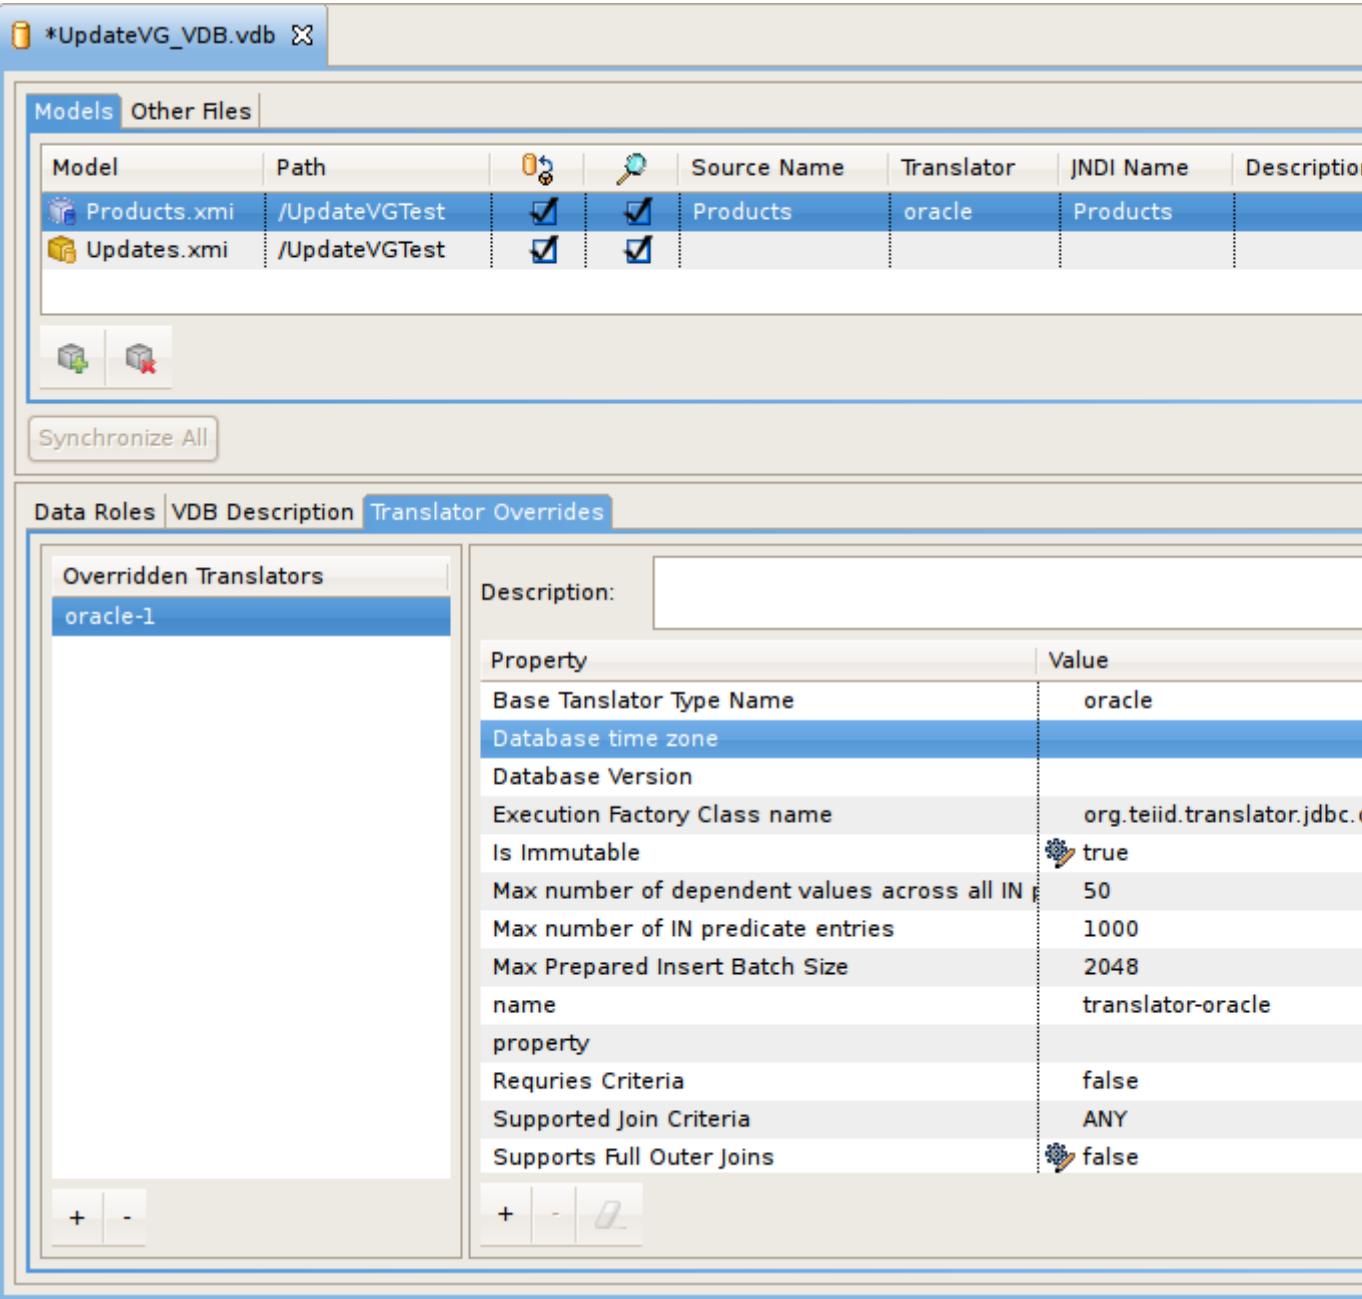 *UpdateVG_VDB.vdb
Models Other Files
Model Path Source Name Translator JNDI Name Descriptio
Products.xmi /UpdateVGTest Products oracle Products
Updates.xmi /UpdateVGTest
Synchronize All
Data Roles VDB Description Translator Overrides
Overridden Translators
oracle-1
+ -
Description:
Property Value
Base Tanslator Type Name oracle
Database time zone
Database Version
Execution Factory Class name org.teiid.translator.jdbc.
Is Immutable true
Max number of dependent values across all IN 50
Max number of IN predicate entries 1000
Max Prepared Insert Batch Size 2048
name translator-oracle
property
Requries Criteria false
Supported Join Criteria ANY
Supports Full Outer Joins false
+ -